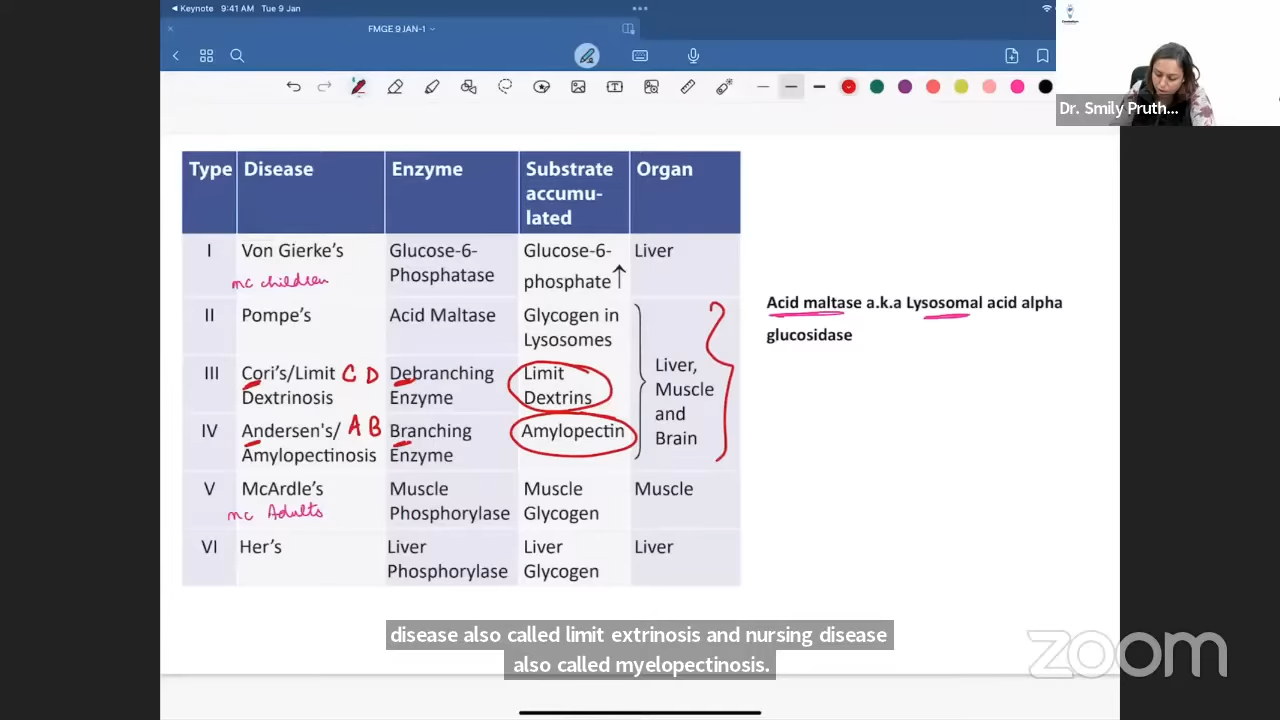 Keynote 9:41 AM Tue 9 Jan
FMGE 9 JAN-1
Dr. Smily Pruth...
Type Disease Enzyme Substrate accumu-lated Organ
I Von Gierke's Glucose-6-Phosphatase Glucose-6-phosphate↑ Liver
mc children
II Pompe's Acid Maltase Glycogen in Lysosomes
III Cori's/Limit Dextrinosis C D Debranching Enzyme Limit Dextrins
Liver, Muscle and Brain
IV Andersen's/Amylopectinosis A B Branching Enzyme Amylopectin
V McArdle's Muscle Phosphorylase Muscle Glycogen Muscle
mc Adults
VI Her's Liver Phosphorylase Liver Glycogen Liver
Acid maltase a.k.a Lysosomal acid alpha
glucosidase
disease also called limit extrinosis and nursing disease
also called myelopectinosis.
zoom